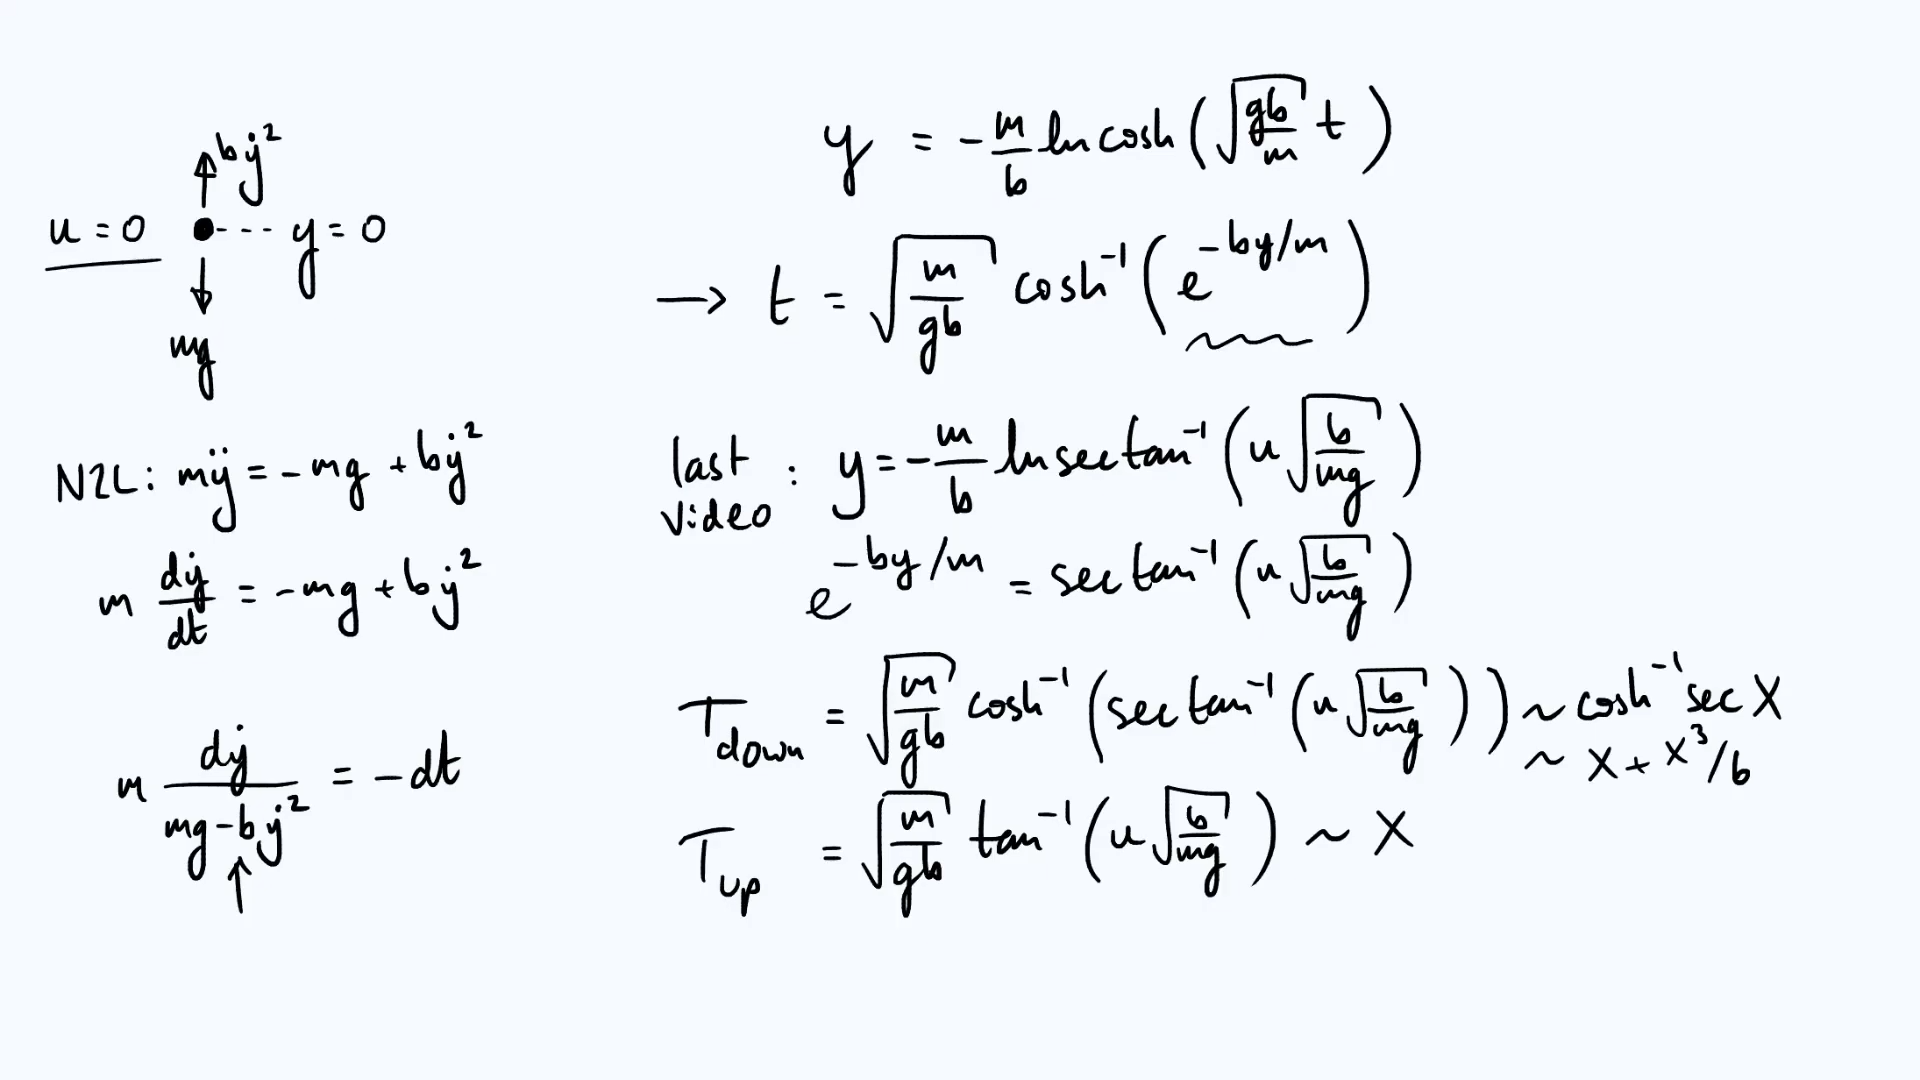 bẏ²
u = 0 --- y = 0
mg
N2L: mÿ = -mg + bẏ²
m dẏ/dt = -mg + bẏ²
m dẏ/(mg - bẏ²) = -dt
y = -m/b ln cosh(√(gb/m) t)
→ t = √(m/gb) cosh⁻¹(e^(-by/m))
last video : y = -m/b ln sec tan⁻¹(u√(b/mg))
e^(-by/m) = sec tan⁻¹(u√(b/mg))
T_down = √(m/gb) cosh⁻¹(sec tan⁻¹(u√(b/mg))) ~ cosh⁻¹ sec X
~ X + X³/6
T_up = √(m/gb) tan⁻¹(u√(b/mg)) ~ X